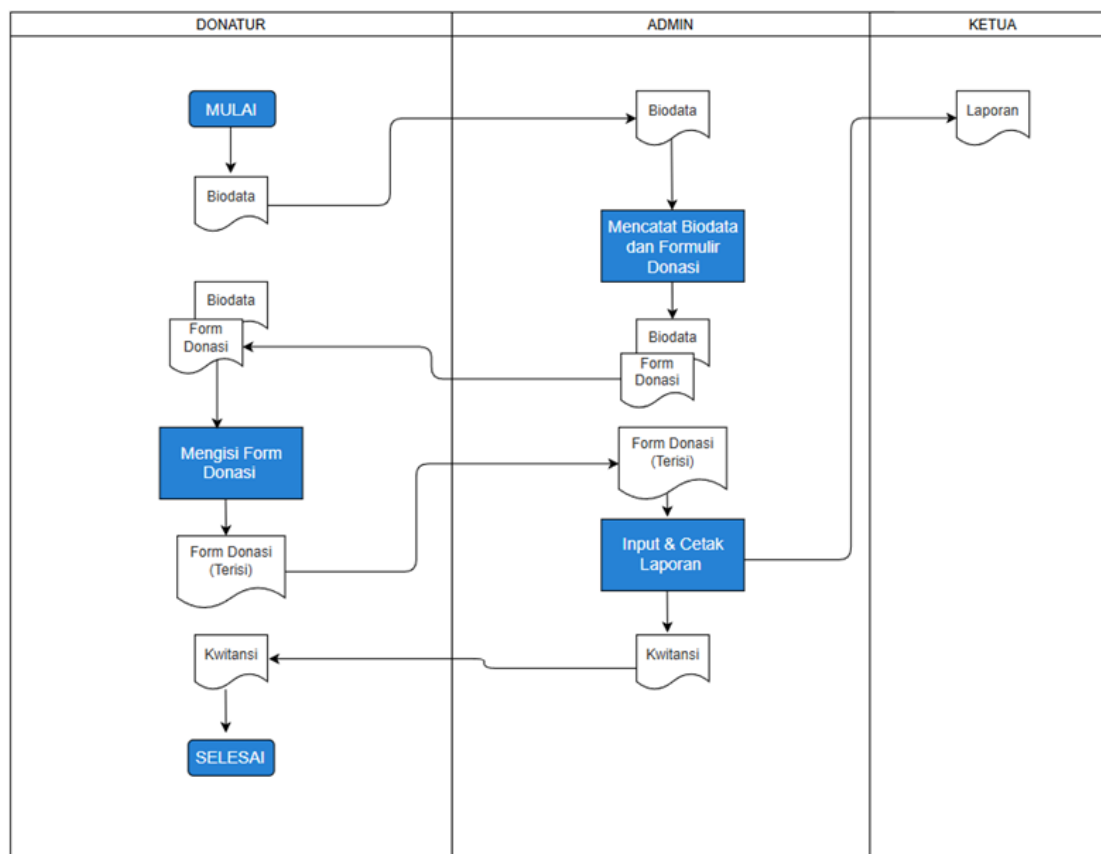 DONATUR
ADMIN
KETUA
MULAI
Biodata
Laporan
Biodata
Mencatat Biodata
dan Formulir
Donasi
Biodata
Form
Donasi
Biodata
Form
Donasi
Mengisi Form
Donasi
Form Donasi
(Terisi)
Form Donasi
(Terisi)
Input & Cetak
Laporan
Kwitansi
Kwitansi
SELESAI